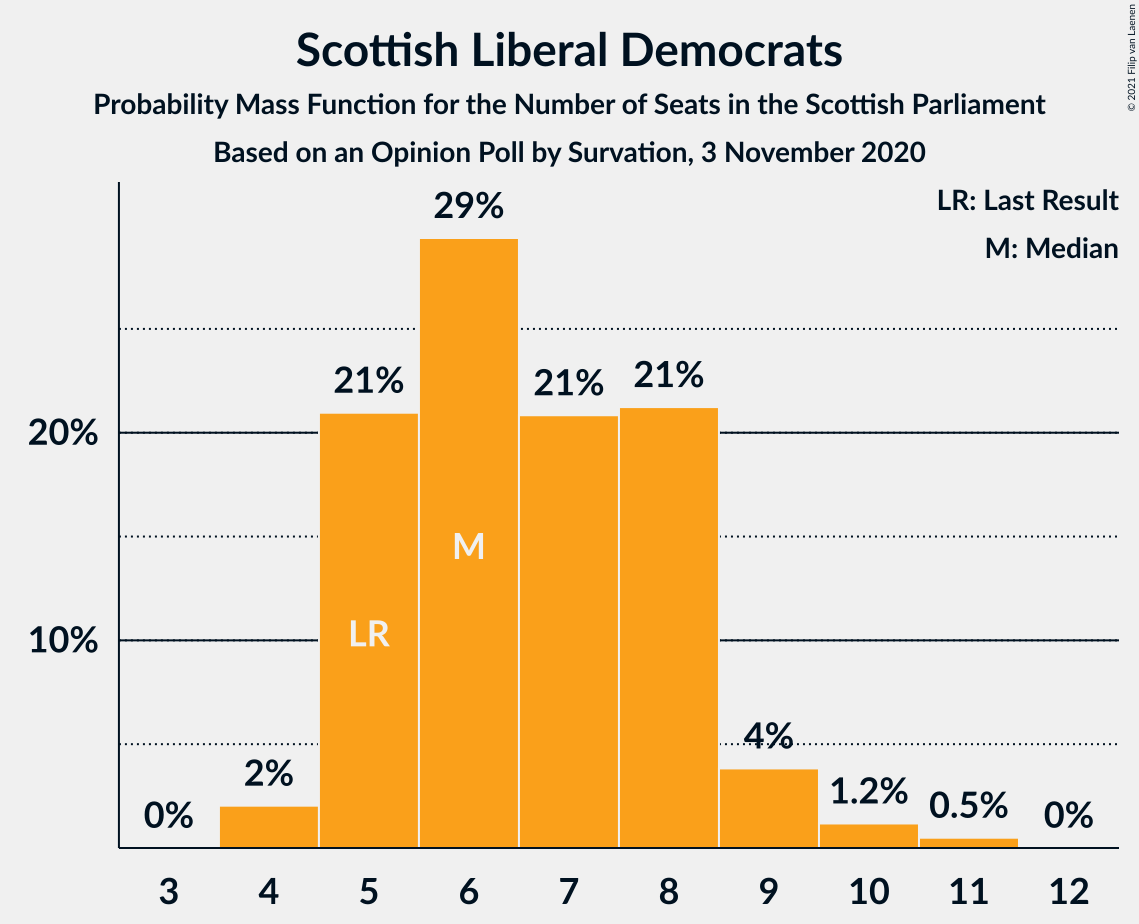 Scottish Liberal Democrats
Probability Mass Function for the Number of Seats in the Scottish Parliament
Based on an Opinion Poll by Survation, 3 November 2020
© 2021 Filip van Laenen
LR: Last Result
M: Median
20%
10%
0%
2%
21%
29%
21%
21%
4%
1.2%
0.5%
0%
LR
M
3 4 5 6 7 8 9 10 11 12